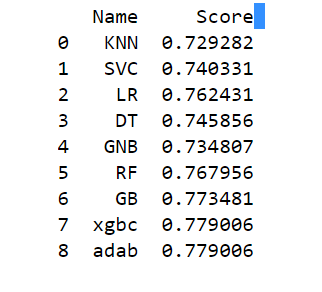 Name Score
0 KNN 0.729282
1 SVC 0.740331
2 LR 0.762431
3 DT 0.745856
4 GNB 0.734807
5 RF 0.767956
6 GB 0.773481
7 xgbc 0.779006
8 adab 0.779006